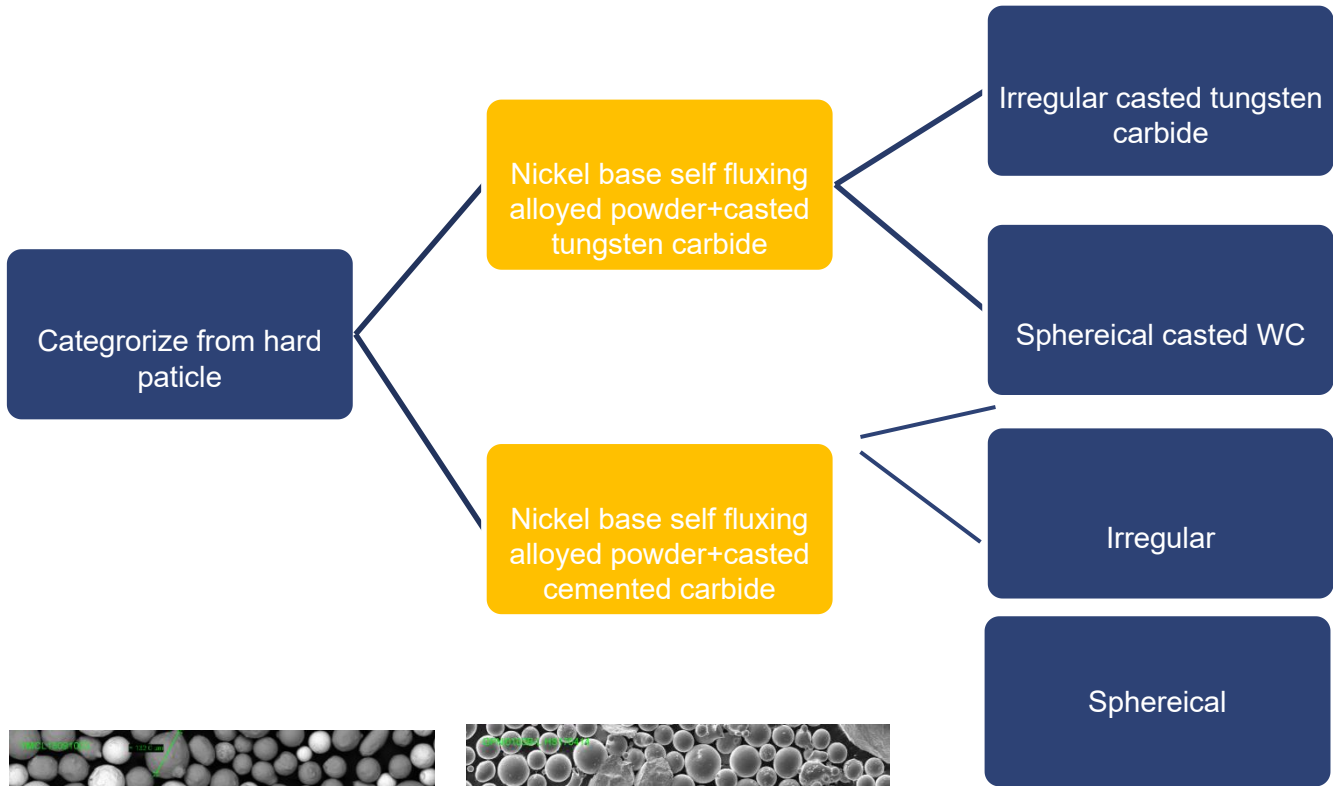 Categrorize from hard
paticle
Nickel base self fluxing
alloyed powder+casted
tungsten carbide
Nickel base self fluxing
alloyed powder+casted
cemented carbide
Irregular casted tungsten
carbide
Sphereical casted WC
Irregular
Sphereical